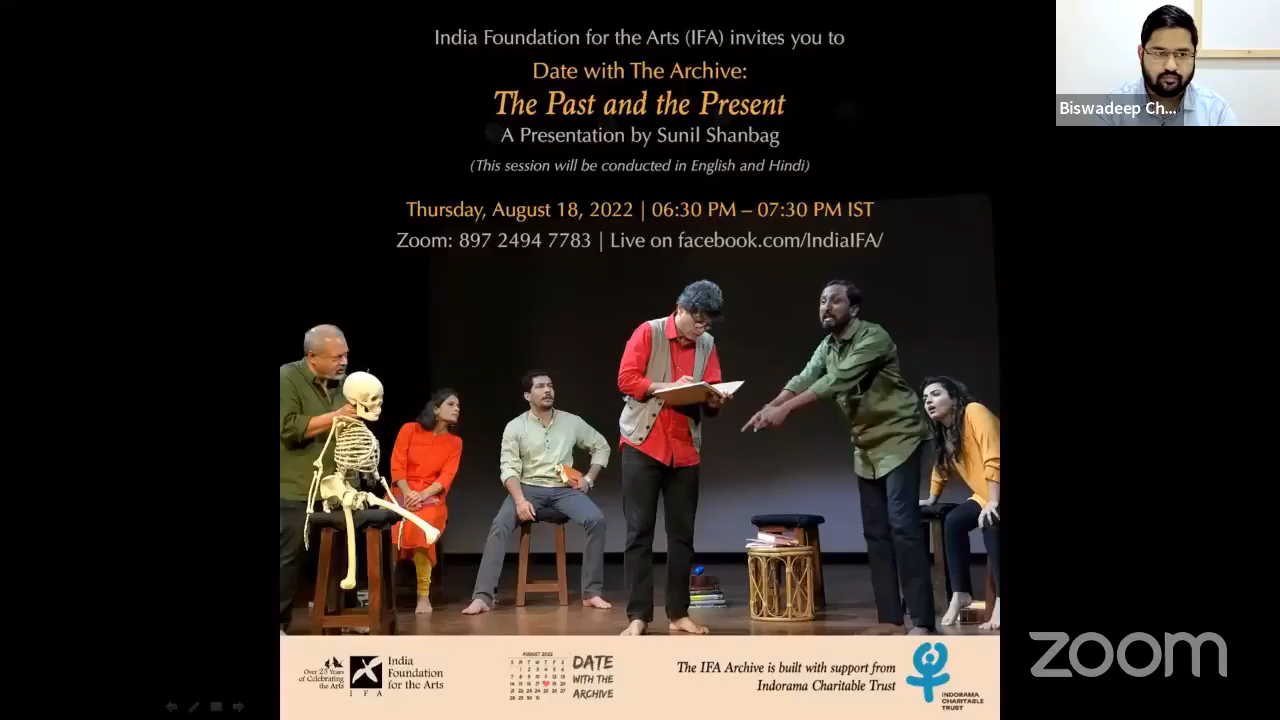 India Foundation for the Arts (IFA) invites you to
Date with The Archive:
The Past and the Present
A Presentation by Sunil Shanbag
(This session will be conducted in English and Hindi)
Thursday, August 18, 2022 | 06:30 PM – 07:30 PM IST
Zoom: 897 2494 7783 | Live on facebook.com/IndiaIFA/
Biswadeep Ch...
Over 25 Years
of Celebrating
the Arts
IFA
India
Foundation
for the Arts
AUGUST 2022
DATE
WITH THE
ARCHIVE
The IFA Archive is built with support from
Indorama Charitable Trust
INDORAMA
CHARITABLE
TRUST
zoom